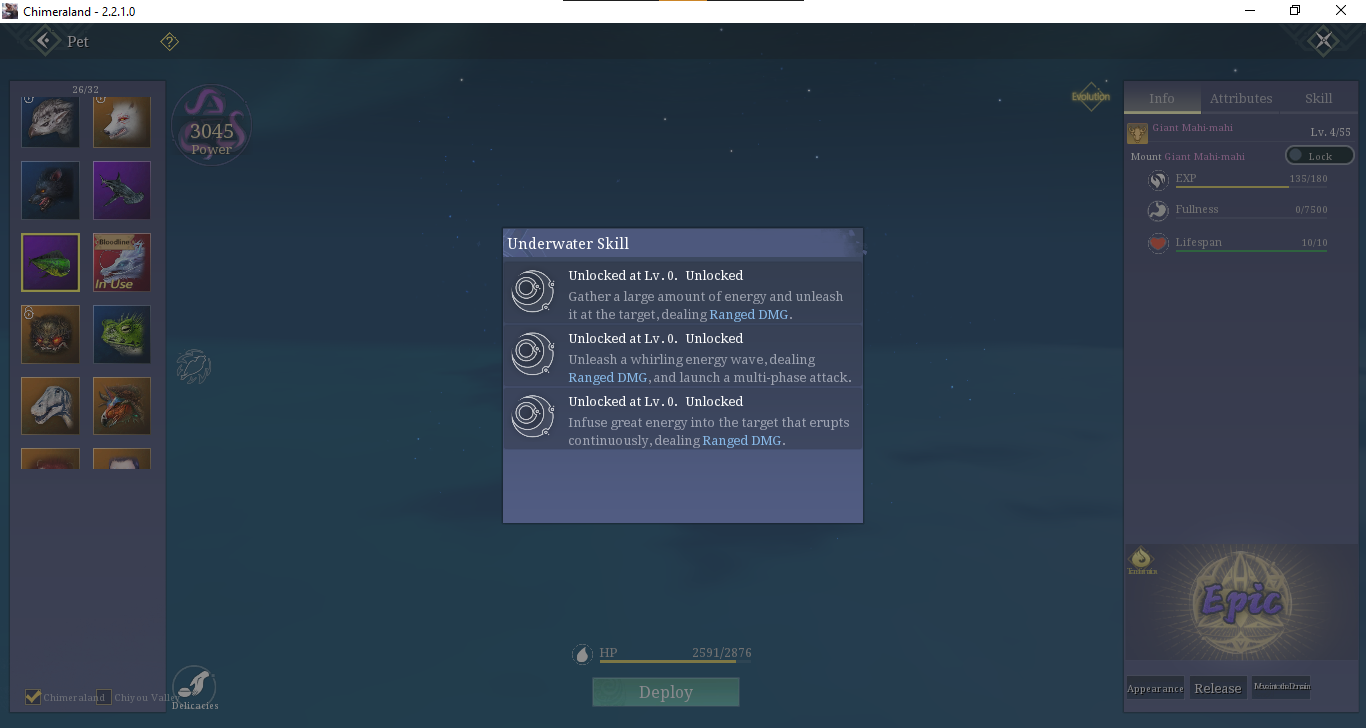 Chimeraland - 2.2.1.0
Pet
?
26/32
3045
Power
Bloodline
In Use
Evolution
Info Attributes Skill
Giant Mahi-mahi
Lv. 4/55
Mount Giant Mahi-mahi
Lock
EXP 135/180
Fullness 0/7500
Lifespan 10/10
Underwater Skill
Unlocked at Lv.0. Unlocked
Gather a large amount of energy and unleash
it at the target, dealing Ranged DMG.
Unlocked at Lv.0. Unlocked
Unleash a whirling energy wave, dealing
Ranged DMG, and launch a multi-phase attack.
Unlocked at Lv.0. Unlocked
Infuse great energy into the target that erupts
continuously, dealing Ranged DMG.
Epic
HP 2591/2876
Deploy
Chimeraland Chiyou Valley
Delicacies
Appearance Release Move into the Domain